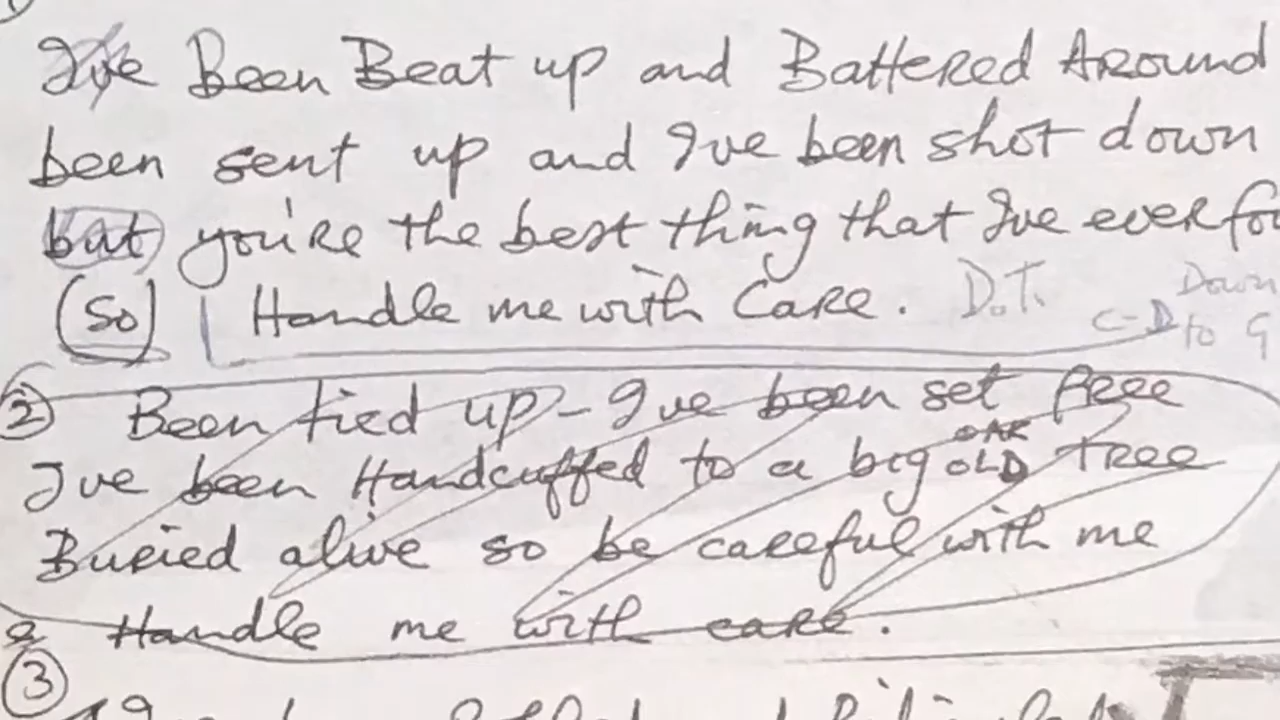 I've Been Beat up and Battered Around
been sent up and I've been shot down
but you're the best thing that I've ever fou
(So) Handle me with Care. D.T. C-D Down to G
2 Been tied up - I've been set free
I've been Handcuffed to a big OLD OAK Tree
Buried alive so be careful with me
& Handle me with care.
3